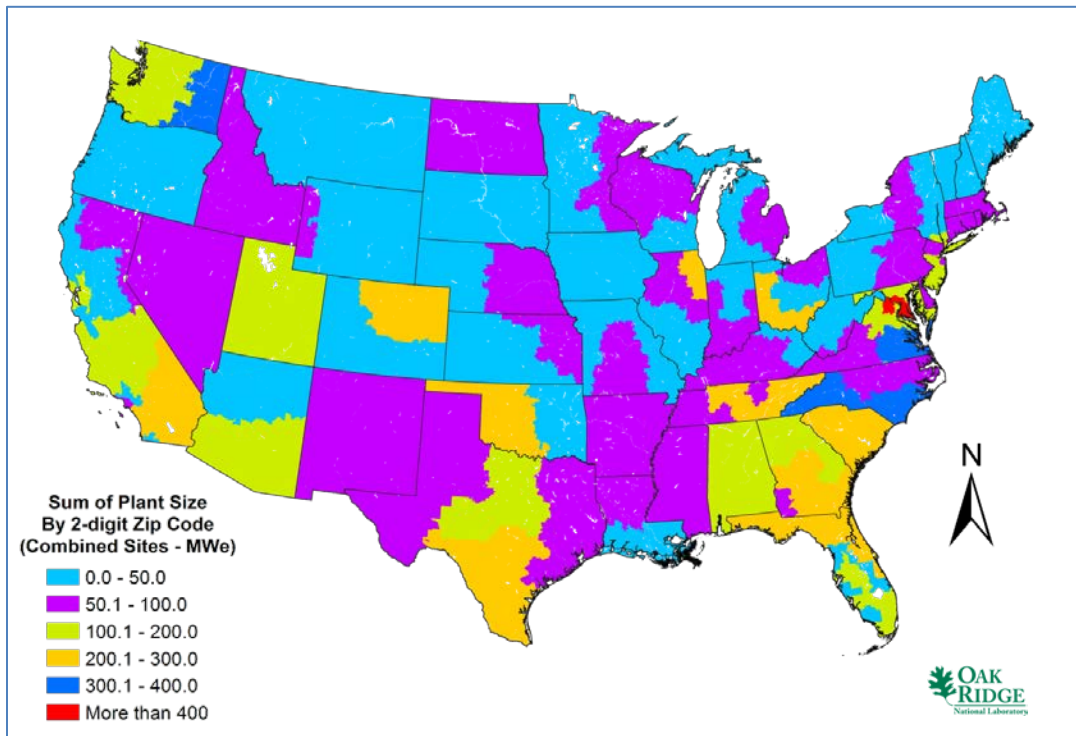 N
Sum of Plant Size
By 2-digit Zip Code
(Combined Sites - MWe)
0.0 - 50.0
50.1 - 100.0
100.1 - 200.0
200.1 - 300.0
300.1 - 400.0
More than 400
OAK
RIDGE
National Laboratory